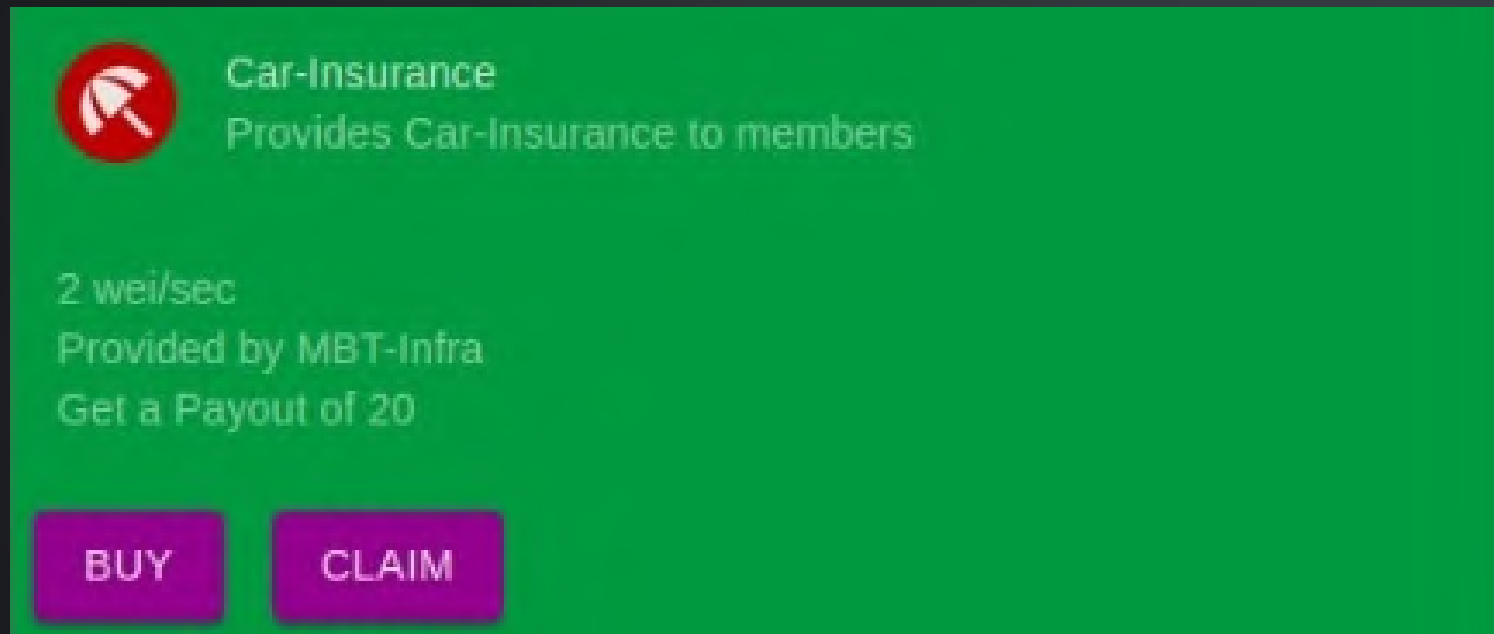 Car-Insurance
Provides Car-Insurance to members
2 wei/sec
Provided by MBT-Infra
Get a Payout of 20
BUY
CLAIM